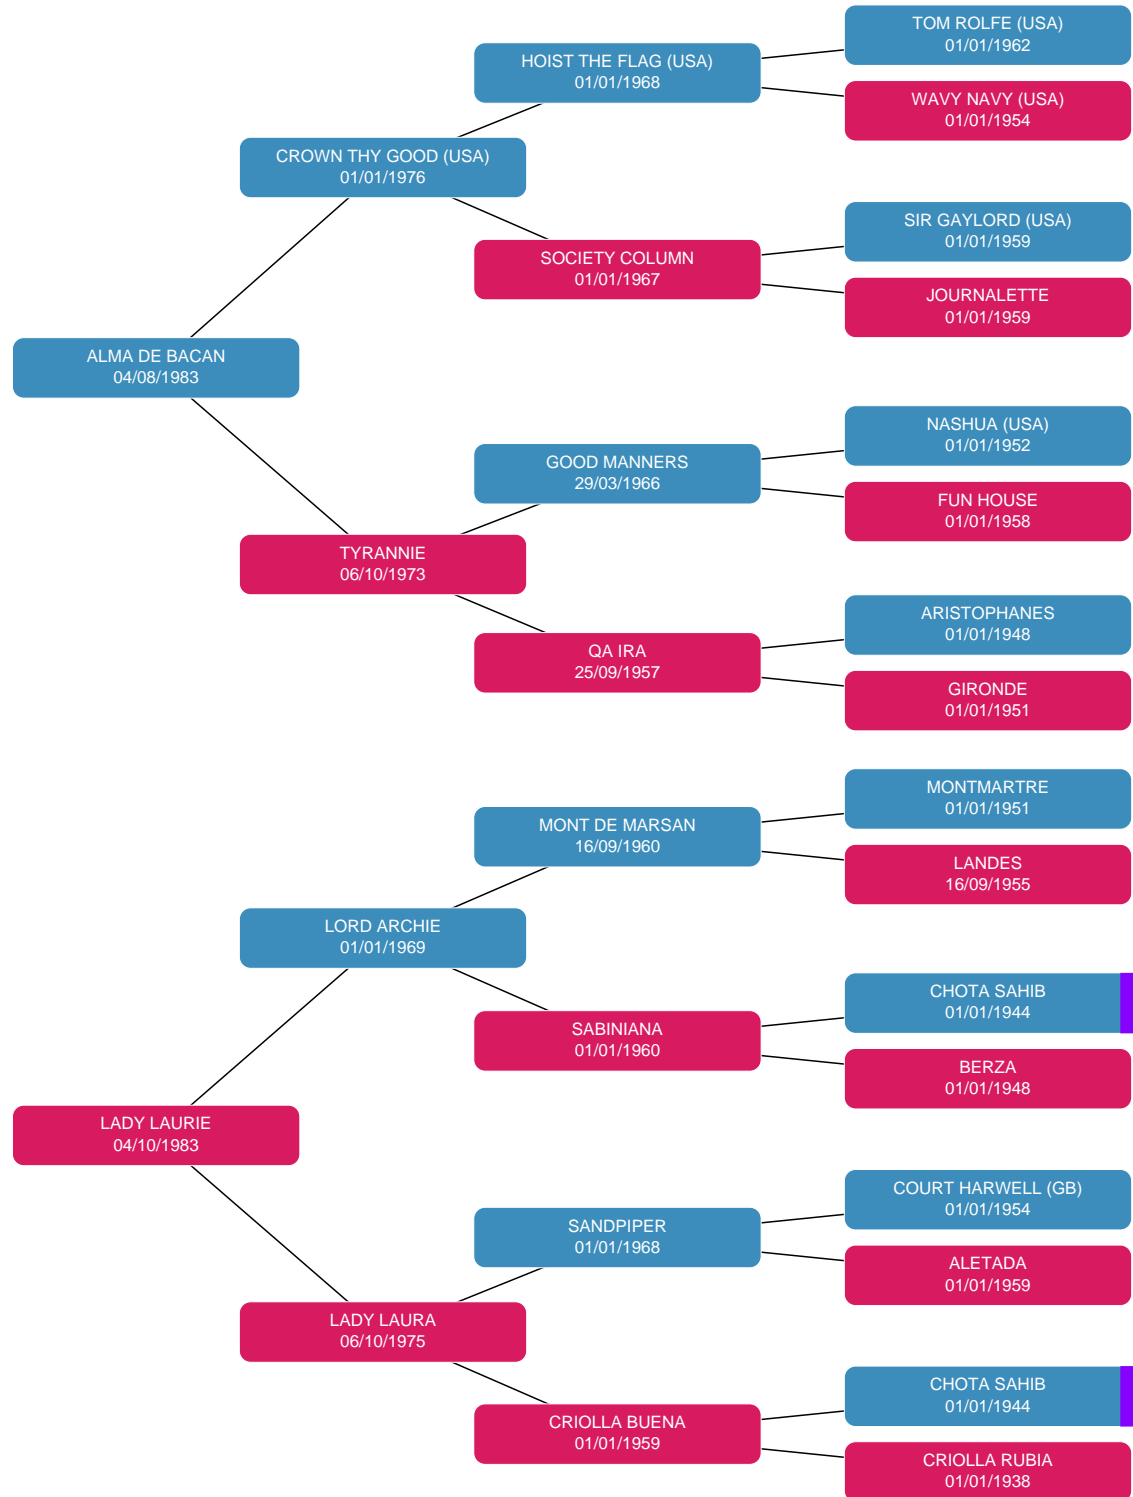 TOM ROLFE (USA)
01/01/1962
HOIST THE FLAG (USA)
01/01/1968
WAVY NAVY (USA)
01/01/1954
CROWN THY GOOD (USA)
01/01/1976
SIR GAYLORD (USA)
01/01/1959
SOCIETY COLUMN
01/01/1967
JOURNALETTE
01/01/1959
ALMA DE BACAN
04/08/1983
NASHUA (USA)
01/01/1952
GOOD MANNERS
29/03/1966
FUN HOUSE
01/01/1958
TYRANNIE
06/10/1973
ARISTOPHANES
01/01/1948
QA IRA
25/09/1957
GIRONDE
01/01/1951
MONTMARTRE
01/01/1951
MONT DE MARSAN
16/09/1960
LANDES
16/09/1955
LORD ARCHIE
01/01/1969
CHOTA SAHIB
01/01/1944
SABINIANA
01/01/1960
BERZA
01/01/1948
LADY LAURIE
04/10/1983
COURT HARWELL (GB)
01/01/1954
SANDPIPER
01/01/1968
ALETADA
01/01/1959
LADY LAURA
06/10/1975
CHOTA SAHIB
01/01/1944
CRIOLLA BUENA
01/01/1959
CRIOLLA RUBIA
01/01/1938